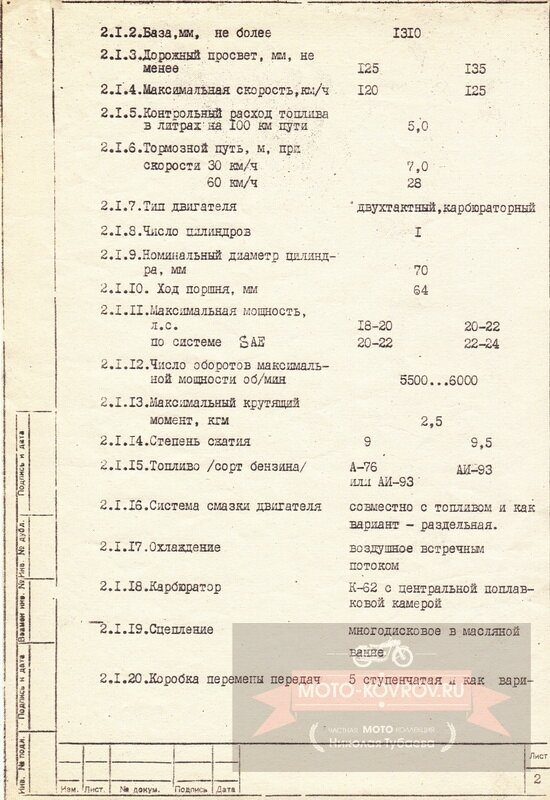 2.I.2.База,мм, не более I3I0
2.I.3.Дорожный просвет, мм, не
менее I25 I35
2.I.4.Максимальная скорость,км/ч I20 I25
2.I.5.Контрольный расход топлива
в литрах на I00 км пути 5,0
2.I.6.Тормозной путь, м, при
скорости 30 км/ч 7,0
60 км/ч 28
2.I.7.Тип двигателя двухтактный,карбюраторный
2.I.8.Число цилиндров I
2.I.9.Номинальный диаметр цилинд-
ра, мм 70
2.I.I0. Ход поршня, мм 64
2.I.II.Максимальная мощность,
л.с. I8-20 20-22
по системе SAE 20-22 22-24
2.I.I2.Число оборотов максималь-
ной мощности об/мин 5500...6000
2.I.I3.Максимальный крутящий
момент, кгм 2,5
2.I.I4.Степень сжатия 9 9,5
2.I.I5.Топливо /сорт бензина/ А-76 АИ-93
или АИ-93
2.I.I6.Система смазки двигателя совместно с топливом и как
вариант – раздельная.
2.I.I7.Охлаждение воздушное встречным
потоком
2.I.I8.Карбюратор К-62 с центральной поплав-
ковой камерой
2.I.I9.Сцепление многодисковое в масляной
ванне
2.I.20.Коробка перемены передач 5 ступенчатая и как вари-
MOTO-KOVROV.RU
ЧАСТНАЯ МОТО КОЛЛЕКЦИЯ
Николая Тубаева
Подпись и дата
Инв. № дубл.
Взамен инв. №
Подпись и дата
Инв. № подл.
Изм. Лист. № докум. Подпись Дата
Лист
2